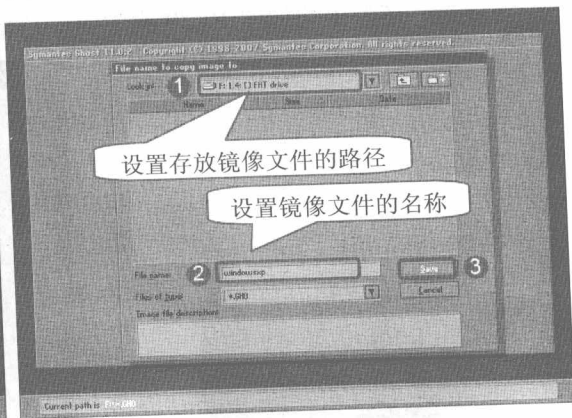 Symantec Ghost 11.0.2 Copyright (C) 1998-2007 Symantec Corporation. All rights reserved.
File name to copy image to
Look in: 1 F: 1.4: [] FAT drive
Name Size Date
设置存放镜像文件的路径
设置镜像文件的名称
File name: 2 windowsxp Save 3
Files of type: *.GHO Cancel
Image file description:
Current path is